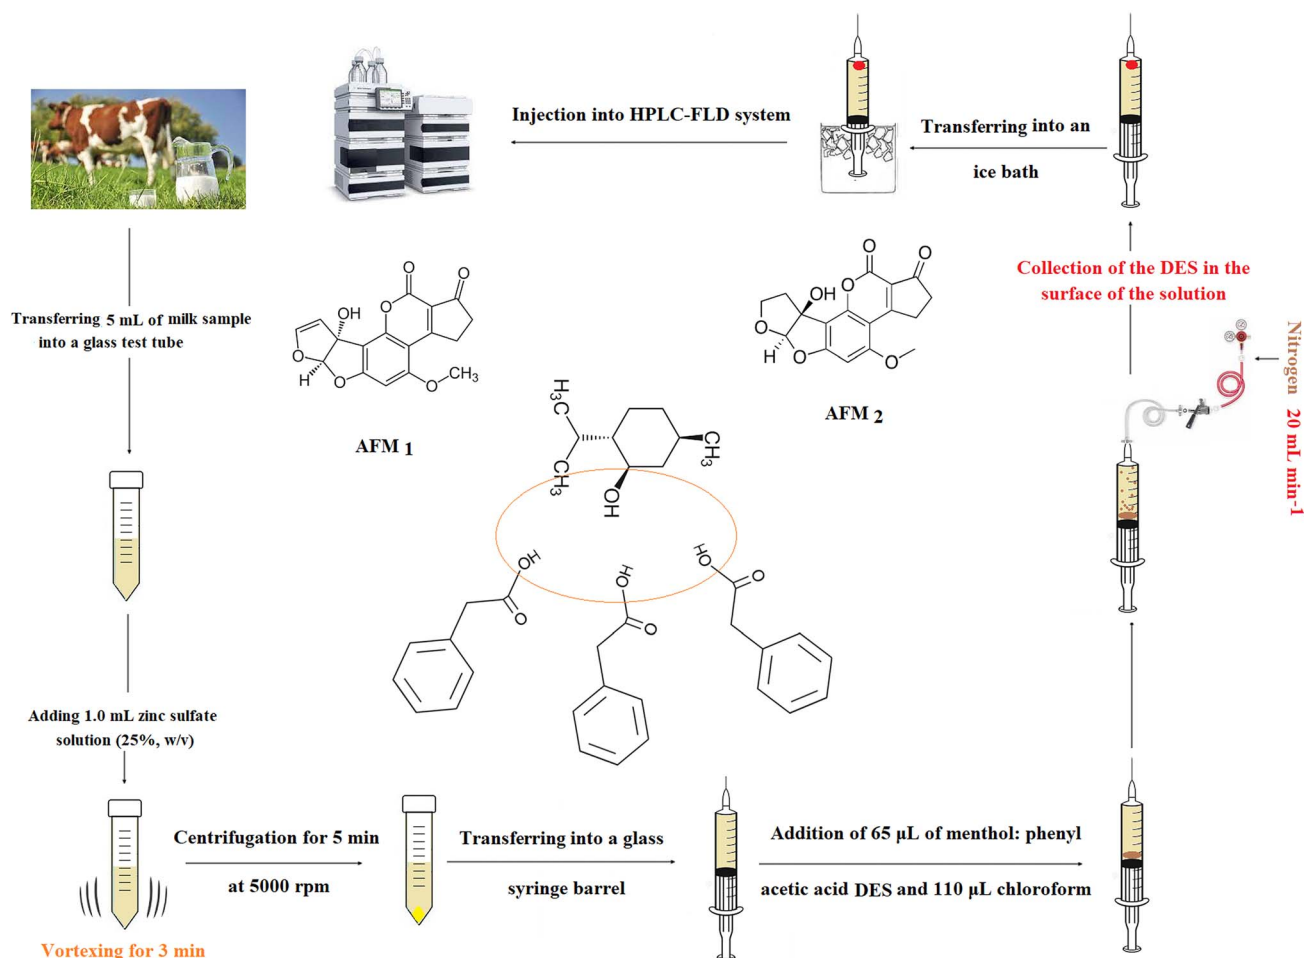 Transferring 5 mL of milk sample
into a glass test tube
Adding 1.0 mL zinc sulfate
solution (25%, w/v)
Vortexing for 3 min
Centrifugation for 5 min
at 5000 rpm
Transferring into a glass
syringe barrel
Addition of 65 µL of menthol: phenyl
acetic acid DES and 110 µL chloroform
Nitrogen 20 mL min-1
Collection of the DES in the
surface of the solution
Transferring into an
ice bath
Injection into HPLC-FLD system
O
O
OH
O
O
H
O
O
CH3
AFM 1
O
O
OH
O
O
H
O
O
AFM 2
H3C
CH3
CH3
OH
OH
O
HO
O
HO
O